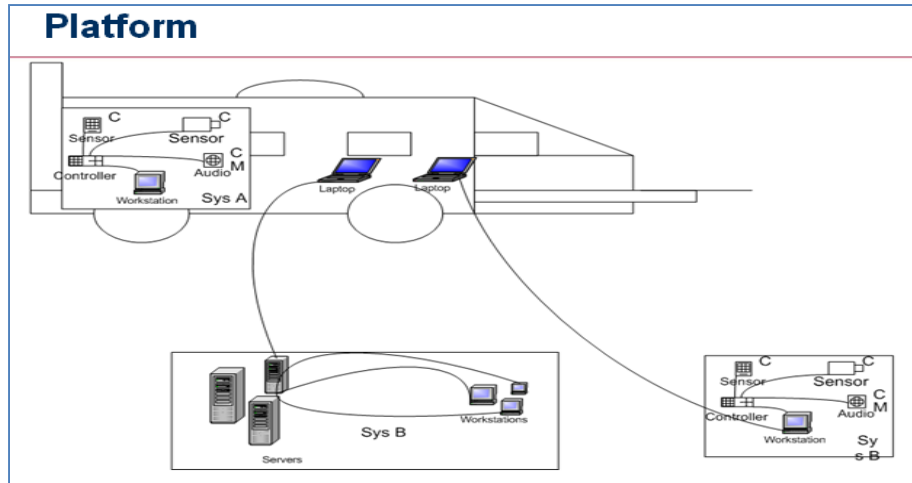 Platform
C
C
Sensor
Sensor
C
M
Controller
Audio
Workstation
Sys A
Laptop
Laptop
C
C
Sensor
Sensor
C
M
Controller
Audio
Workstation
Sy
s B
Workstations
Sys B
Servers